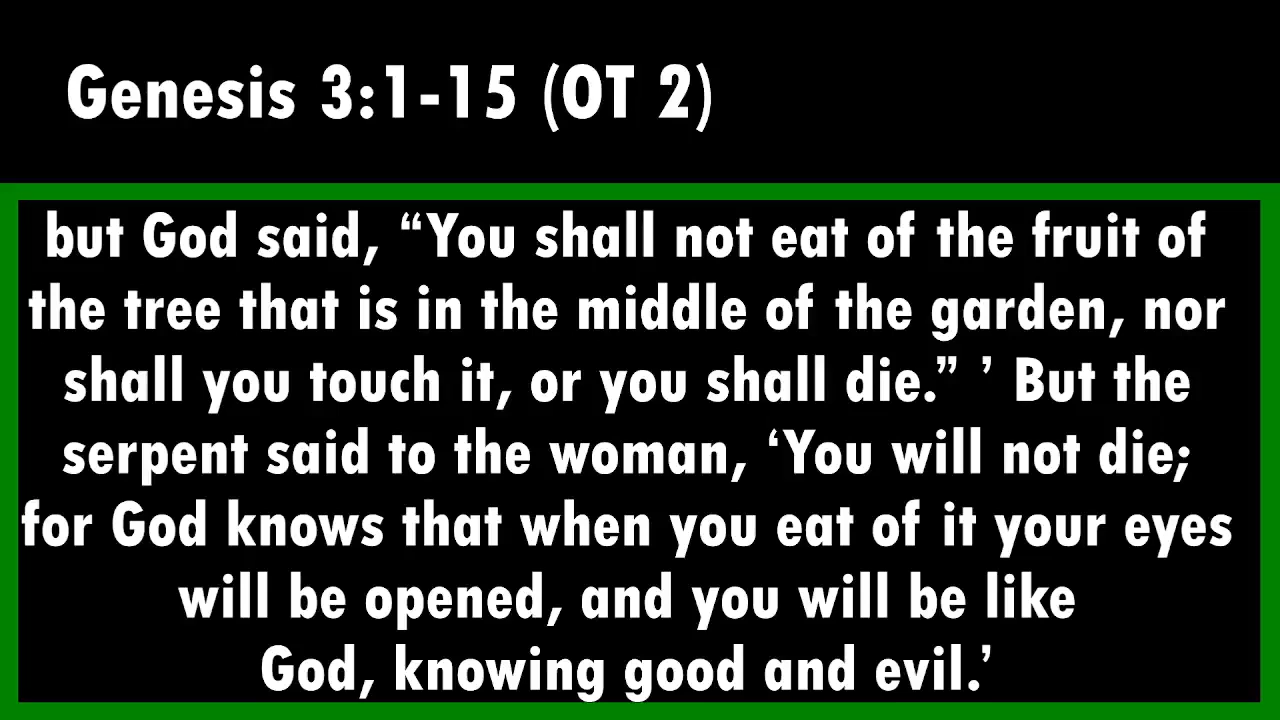 Genesis 3:1-15 (OT 2)
but God said, “You shall not eat of the fruit of
the tree that is in the middle of the garden, nor
shall you touch it, or you shall die.” ’ But the
serpent said to the woman, ‘You will not die;
for God knows that when you eat of it your eyes
will be opened, and you will be like
God, knowing good and evil.’